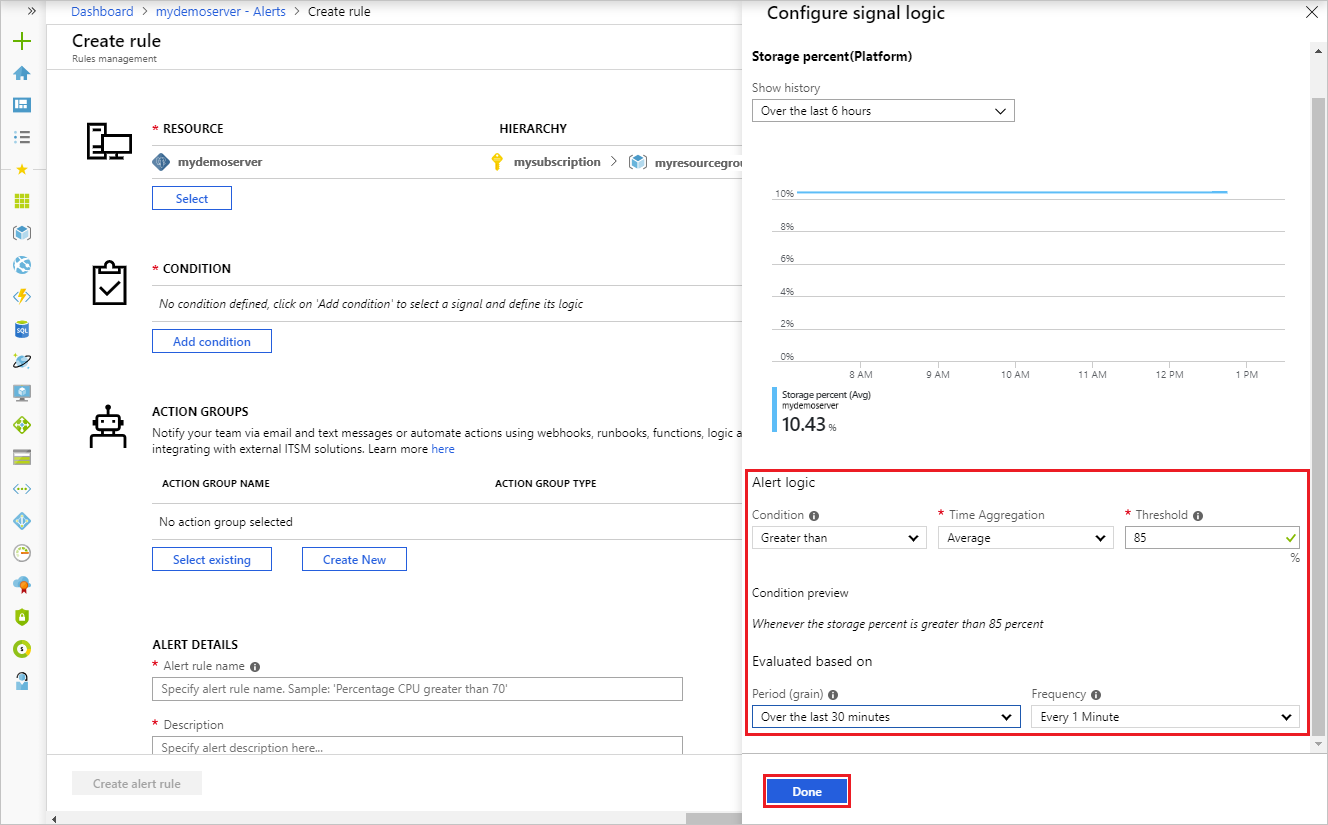 Dashboard > mydemoserver - Alerts > Create rule
Create rule
Rules management
* RESOURCE
HIERARCHY
mydemoserver
mysubscription > myresourcegrou
Select
* CONDITION
No condition defined, click on 'Add condition' to select a signal and define its logic
Add condition
ACTION GROUPS
Notify your team via email and text messages or automate actions using webhooks, runbooks, functions, logic a
integrating with external ITSM solutions. Learn more here
ACTION GROUP NAME
ACTION GROUP TYPE
No action group selected
Select existing
Create New
ALERT DETAILS
* Alert rule name
Specify alert rule name. Sample: 'Percentage CPU greater than 70'
* Description
Specify alert description here...
Create alert rule
Configure signal logic
Storage percent(Platform)
Show history
Over the last 6 hours
10%
8%
6%
4%
2%
0%
8 AM 9 AM 10 AM 11 AM 12 PM 1 PM
Storage percent (Avg)
mydemoserver
10.43 %
Alert logic
Condition
* Time Aggregation
* Threshold
Greater than
Average
85
%
Condition preview
Whenever the storage percent is greater than 85 percent
Evaluated based on
Period (grain)
Frequency
Over the last 30 minutes
Every 1 Minute
Done